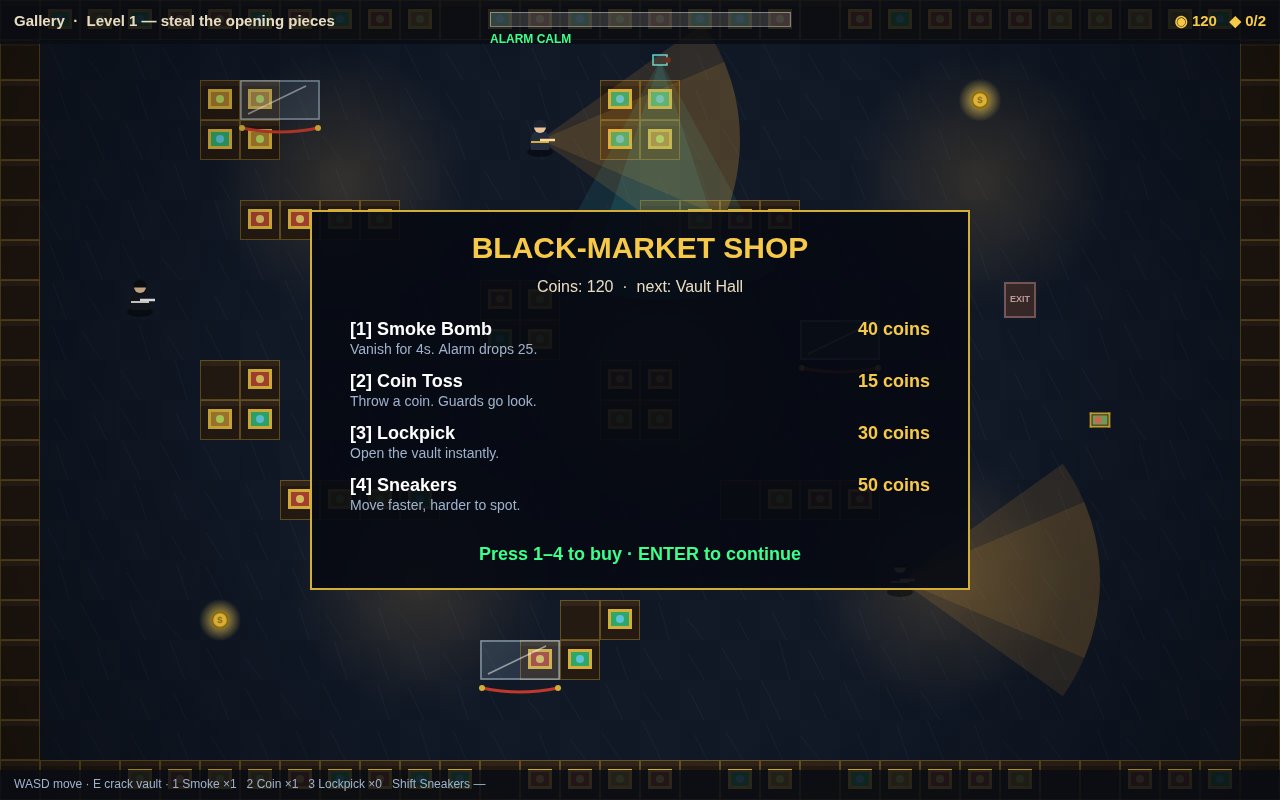 Gallery · Level 1 — steal the opening pieces
◉ 120 ◆ 0/2
ALARM CALM
$
BLACK-MARKET SHOP
Coins: 120 · next: Vault Hall
EXIT
[1] Smoke Bomb 40 coins
Vanish for 4s. Alarm drops 25.
[2] Coin Toss 15 coins
Throw a coin. Guards go look.
[3] Lockpick 30 coins
Open the vault instantly.
[4] Sneakers 50 coins
Move faster, harder to spot.
Press 1–4 to buy · ENTER to continue
$
WASD move · E crack vault · 1 Smoke ×1 2 Coin ×1 3 Lockpick ×0 Shift Sneakers —